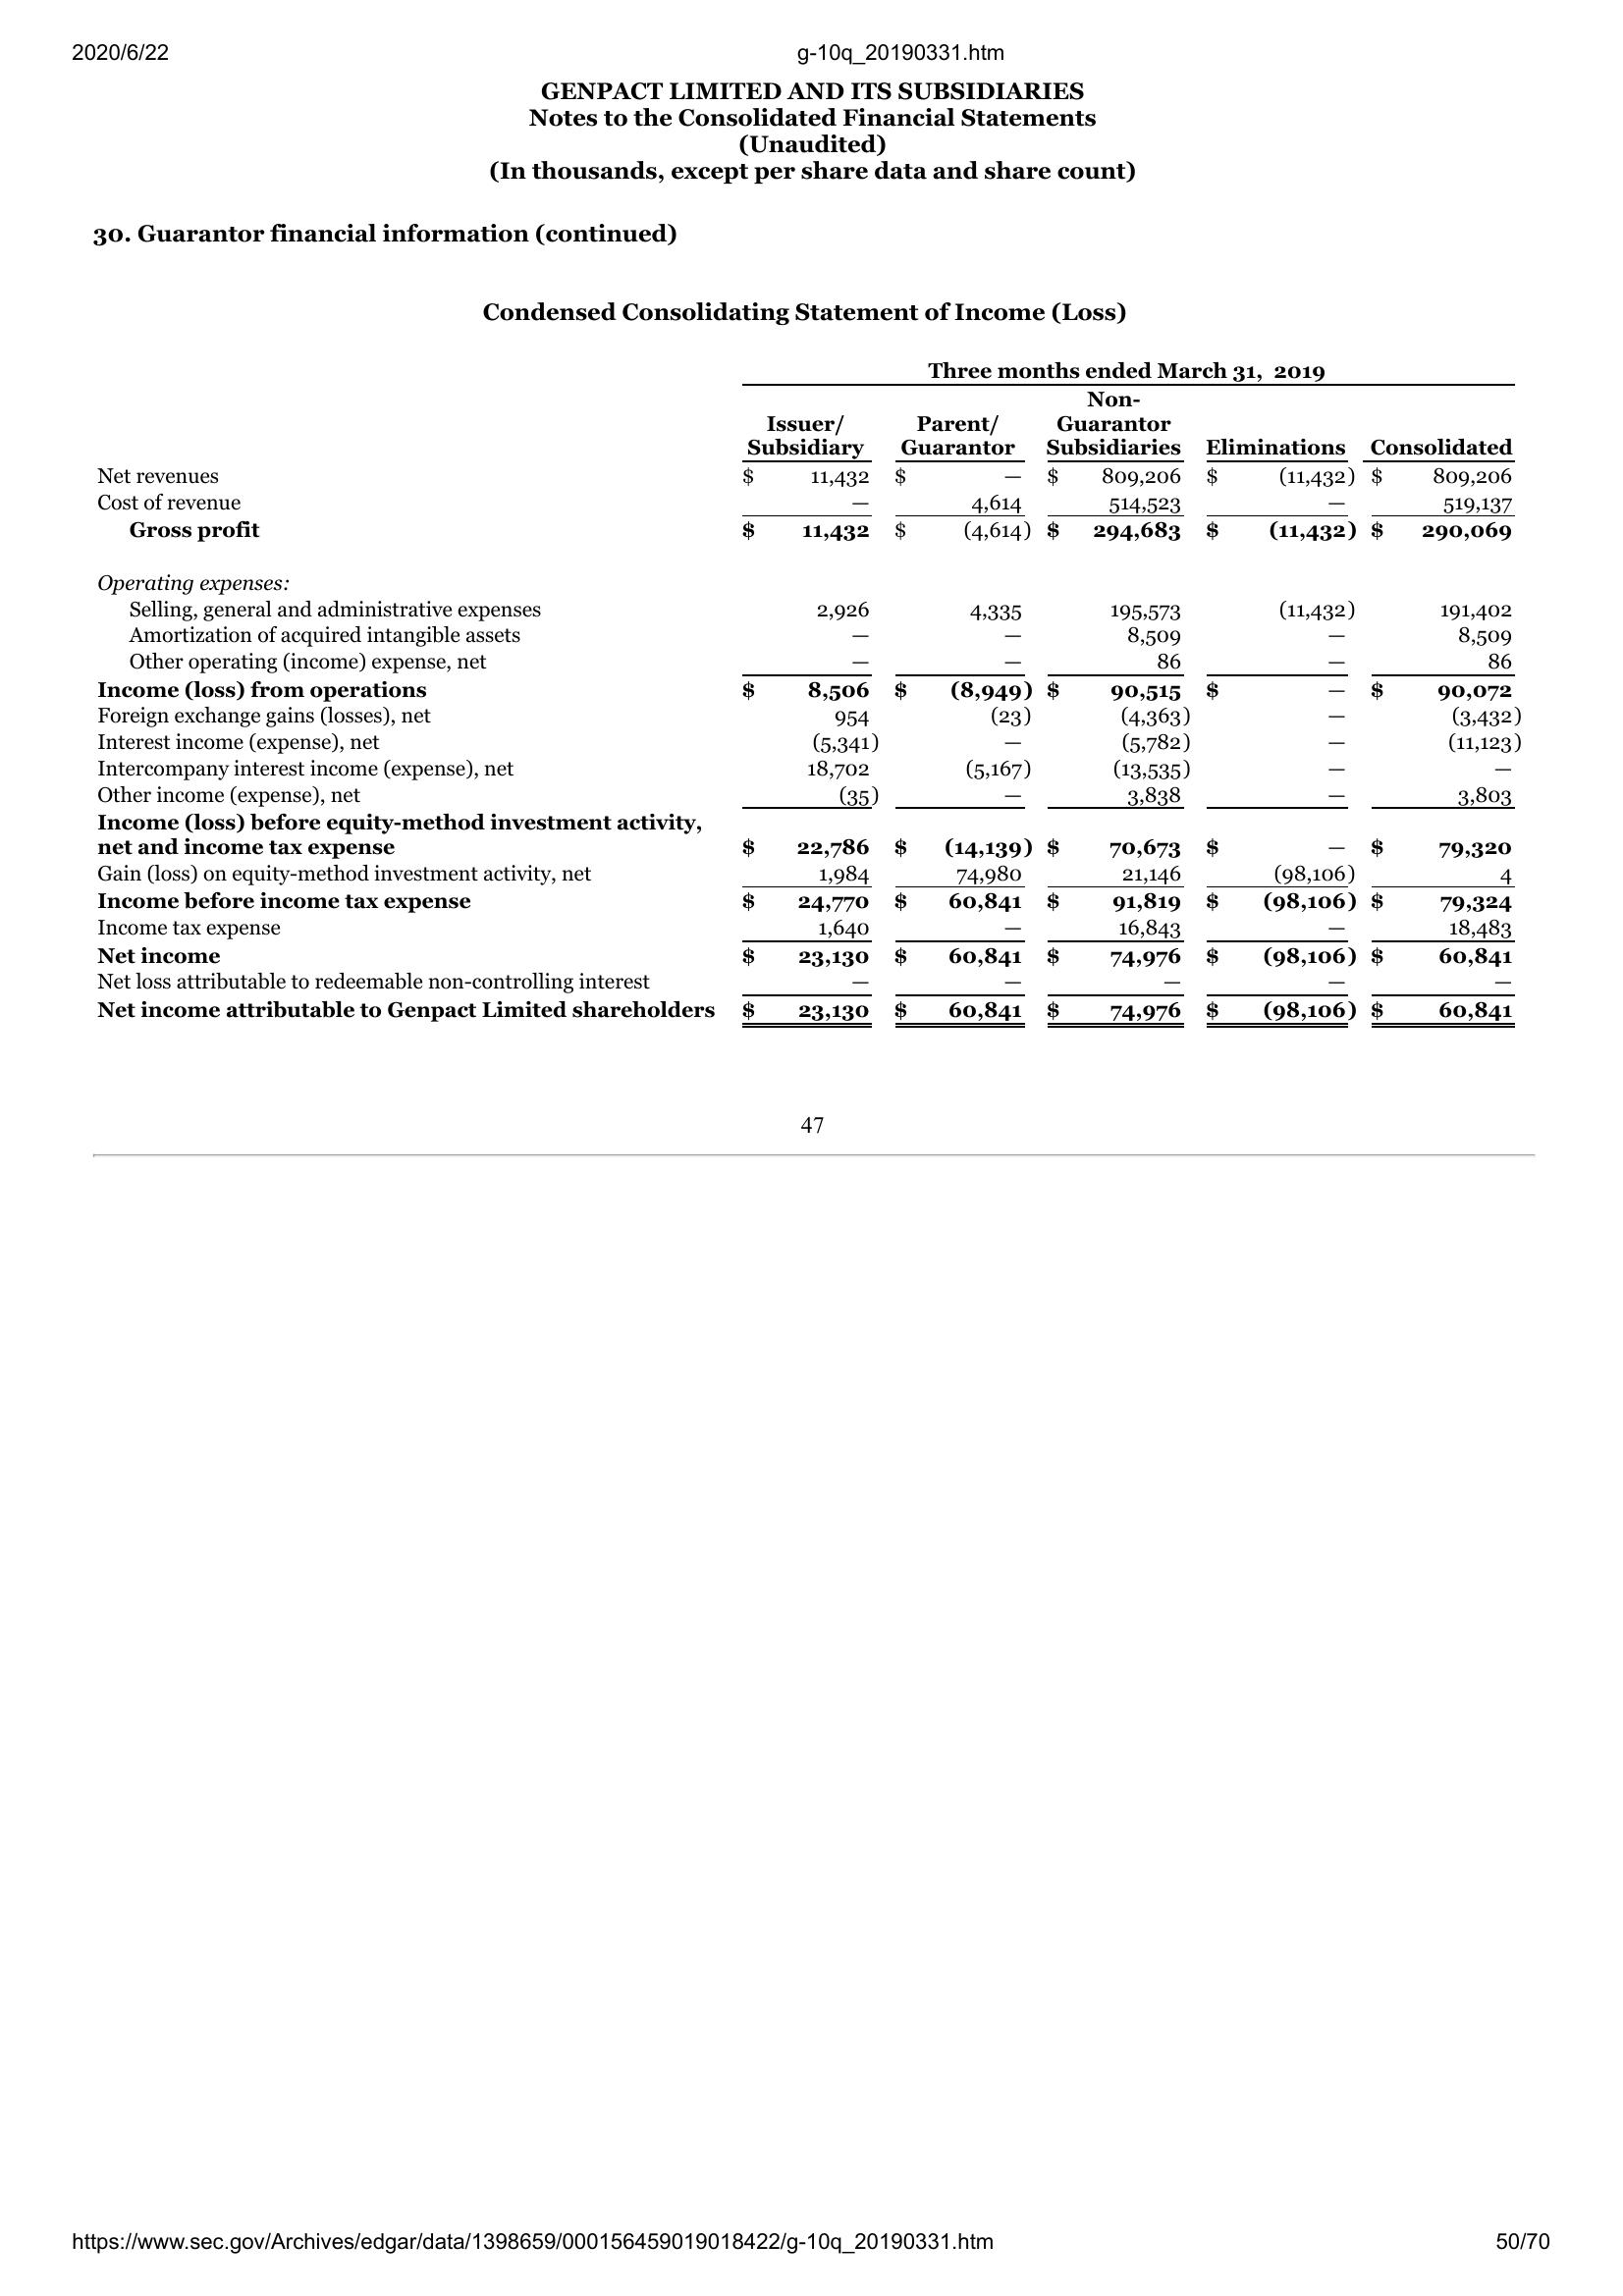 2020/6/22 g-10q_20190331.htm
GENPACT LIMITED AND ITS SUBSIDIARIES
Notes to the Consolidated Financial Statements
(Unaudited)
(In thousands, except per share data and share count)
30. Guarantor financial information (continued)
Condensed Consolidating Statement of Income (Loss)
Three months ended March 31, 2019
Issuer/ Subsidiary Parent/ Guarantor Non- Guarantor Subsidiaries Eliminations Consolidated
Net revenues $ 11,432 $ — $ 809,206 $ (11,432) $ 809,206
Cost of revenue — 4,614 514,523 — 519,137
Gross profit $ 11,432 $ (4,614) $ 294,683 $ (11,432) $ 290,069
Operating expenses:
Selling, general and administrative expenses 2,926 4,335 195,573 (11,432) 191,402
Amortization of acquired intangible assets — — 8,509 — 8,509
Other operating (income) expense, net — — 86 — 86
Income (loss) from operations $ 8,506 $ (8,949) $ 90,515 $ — $ 90,072
Foreign exchange gains (losses), net 954 (23) (4,363) — (3,432)
Interest income (expense), net (5,341) — (5,782) — (11,123)
Intercompany interest income (expense), net 18,702 (5,167) (13,535) — —
Other income (expense), net (35) — 3,838 — 3,803
Income (loss) before equity-method investment activity,
net and income tax expense $ 22,786 $ (14,139) $ 70,673 $ — $ 79,320
Gain (loss) on equity-method investment activity, net 1,984 74,980 21,146 (98,106) 4
Income before income tax expense $ 24,770 $ 60,841 $ 91,819 $ (98,106) $ 79,324
Income tax expense 1,640 — 16,843 — 18,483
Net income $ 23,130 $ 60,841 $ 74,976 $ (98,106) $ 60,841
Net loss attributable to redeemable non-controlling interest — — — — —
Net income attributable to Genpact Limited shareholders $ 23,130 $ 60,841 $ 74,976 $ (98,106) $ 60,841
47
https://www.sec.gov/Archives/edgar/data/1398659/000156459019018422/g-10q_20190331.htm 50/70